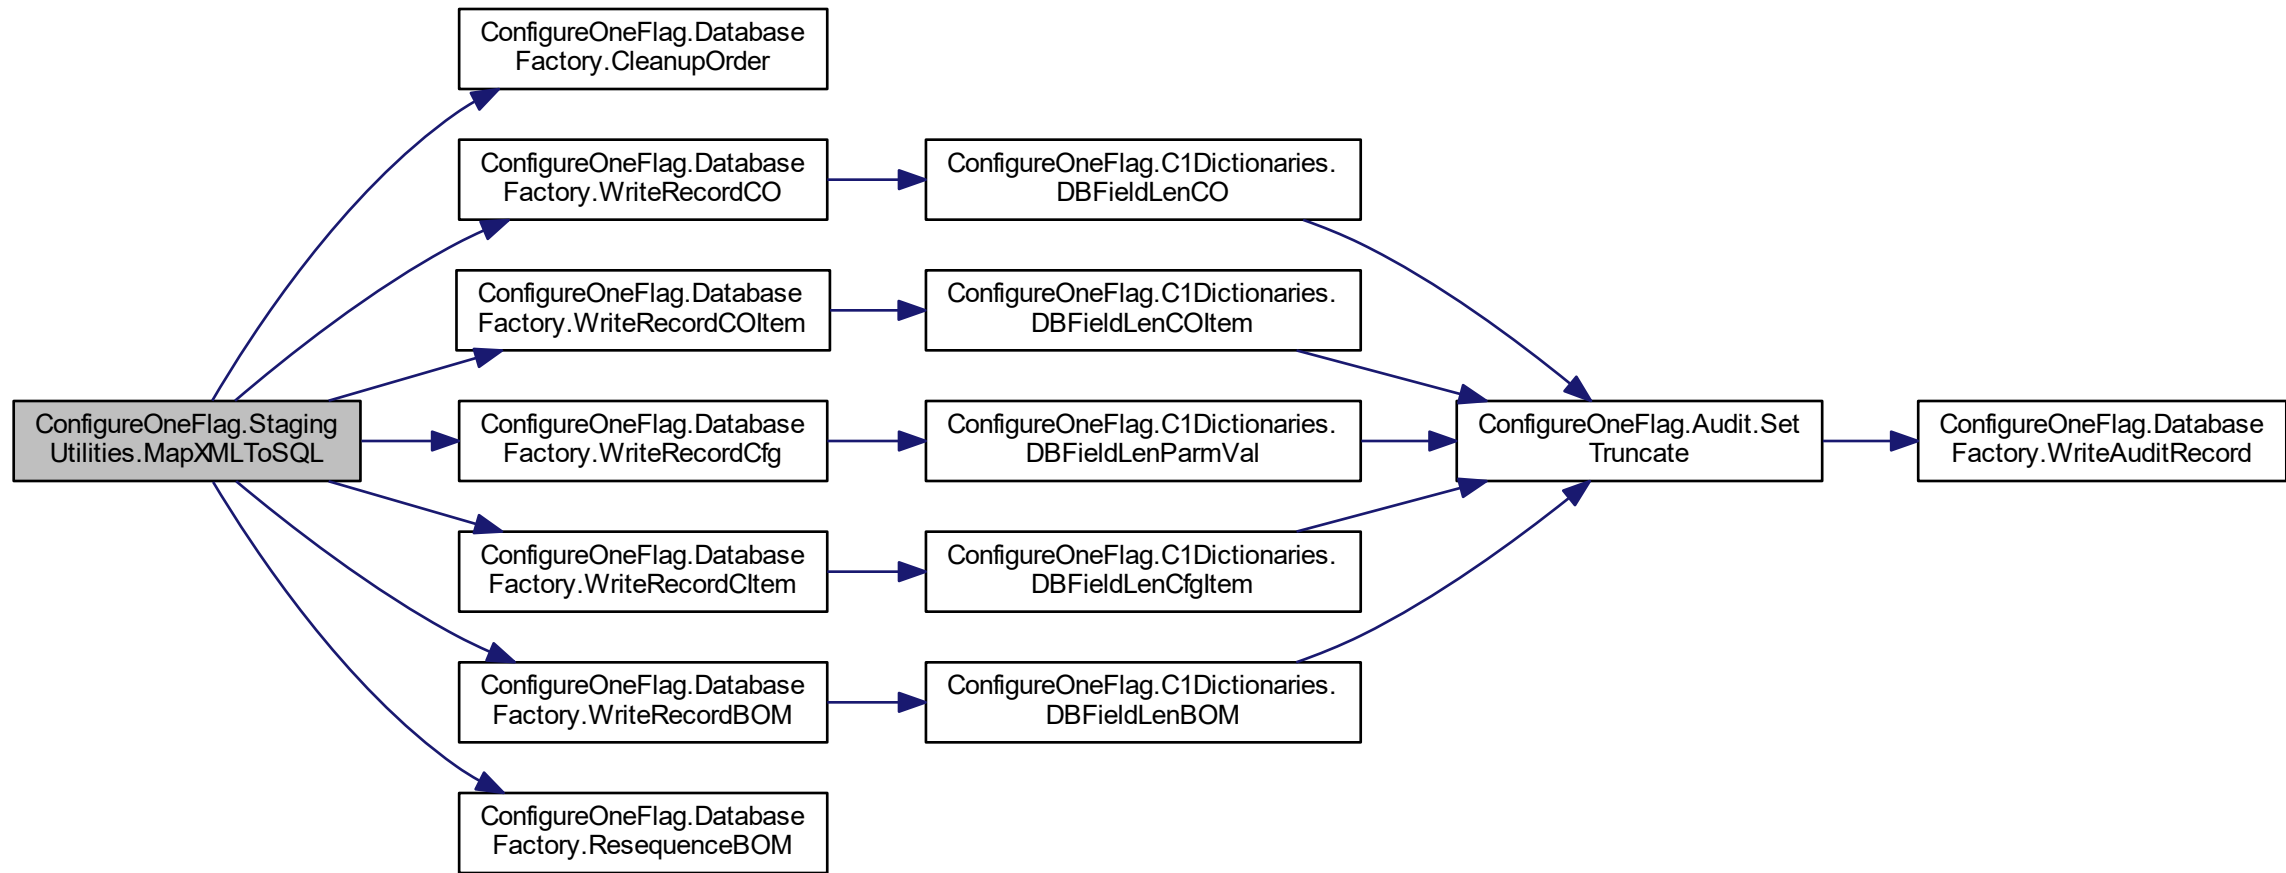 ConfigureOneFlag.Database
Factory.CleanupOrder
ConfigureOneFlag.Database
Factory.WriteRecordCO
ConfigureOneFlag.C1Dictionaries.
DBFieldLenCO
ConfigureOneFlag.Database
Factory.WriteRecordCOItem
ConfigureOneFlag.C1Dictionaries.
DBFieldLenCOItem
ConfigureOneFlag.Staging
Utilities.MapXMLToSQL
ConfigureOneFlag.Database
Factory.WriteRecordCfg
ConfigureOneFlag.C1Dictionaries.
DBFieldLenParmVal
ConfigureOneFlag.Audit.Set
Truncate
ConfigureOneFlag.Database
Factory.WriteAuditRecord
ConfigureOneFlag.Database
Factory.WriteRecordCItem
ConfigureOneFlag.C1Dictionaries.
DBFieldLenCfgItem
ConfigureOneFlag.Database
Factory.WriteRecordBOM
ConfigureOneFlag.C1Dictionaries.
DBFieldLenBOM
ConfigureOneFlag.Database
Factory.ResequenceBOM